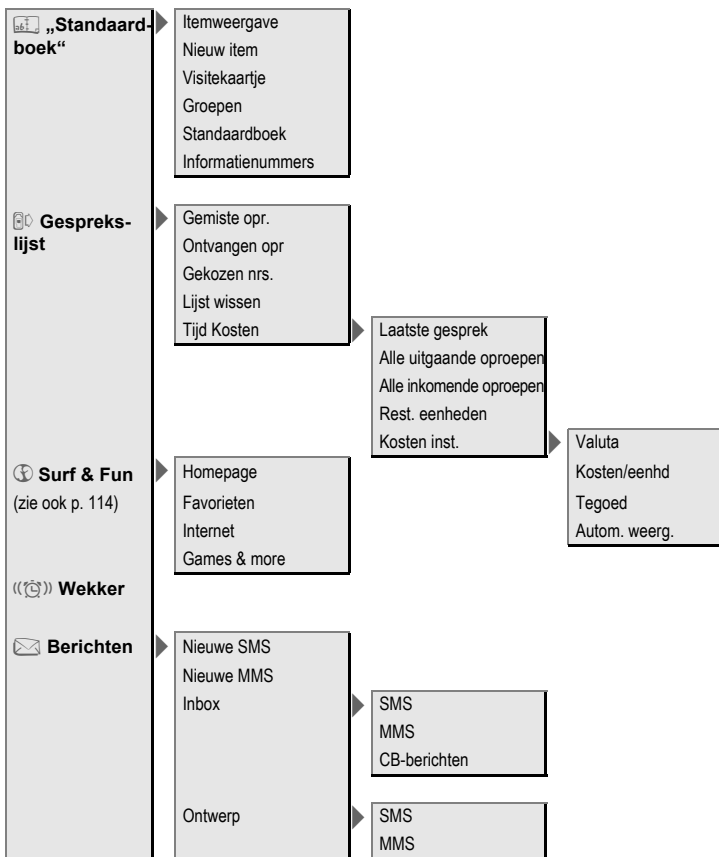 „Standaard-
boek“
Itemweergave
Nieuw item
Visitekaartje
Groepen
Standaardboek
Informatienummers
Gespreks-
lijst
Gemiste opr.
Ontvangen opr
Gekozen nrs.
Lijst wissen
Tijd Kosten
Laatste gesprek
Alle uitgaande oproepen
Alle inkomende oproepen
Rest. eenheden
Kosten inst.
Valuta
Kosten/eenhd
Tegoed
Autom. weerg.
Surf & Fun
(zie ook p. 114)
Homepage
Favorieten
Internet
Games & more
Wekker
Berichten
Nieuwe SMS
Nieuwe MMS
Inbox
SMS
MMS
CB-berichten
Ontwerp
SMS
MMS